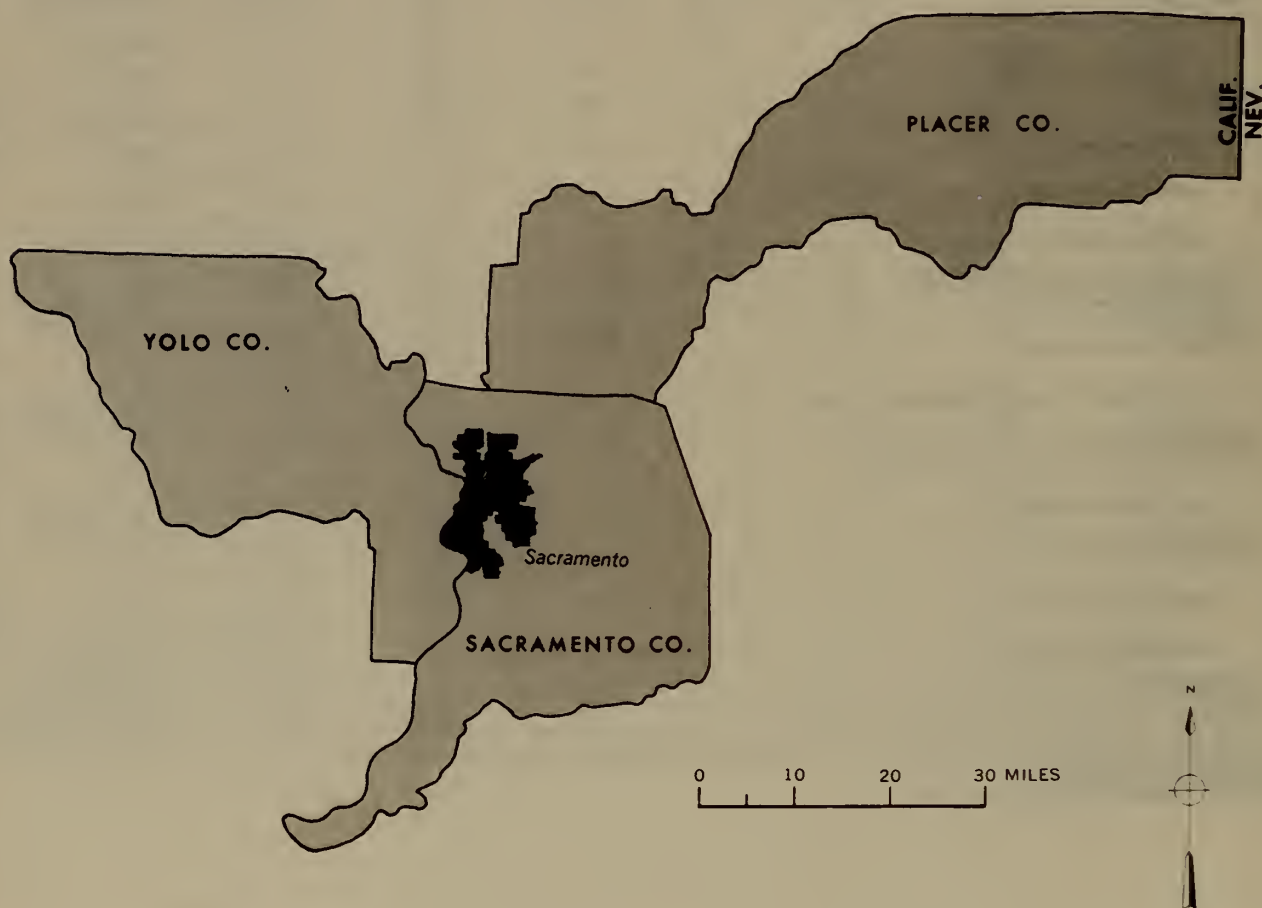 PLACER CO.
CALIF.
NEV.
YOLO CO.
Sacramento
SACRAMENTO CO.
N
0 10 20 30 MILES